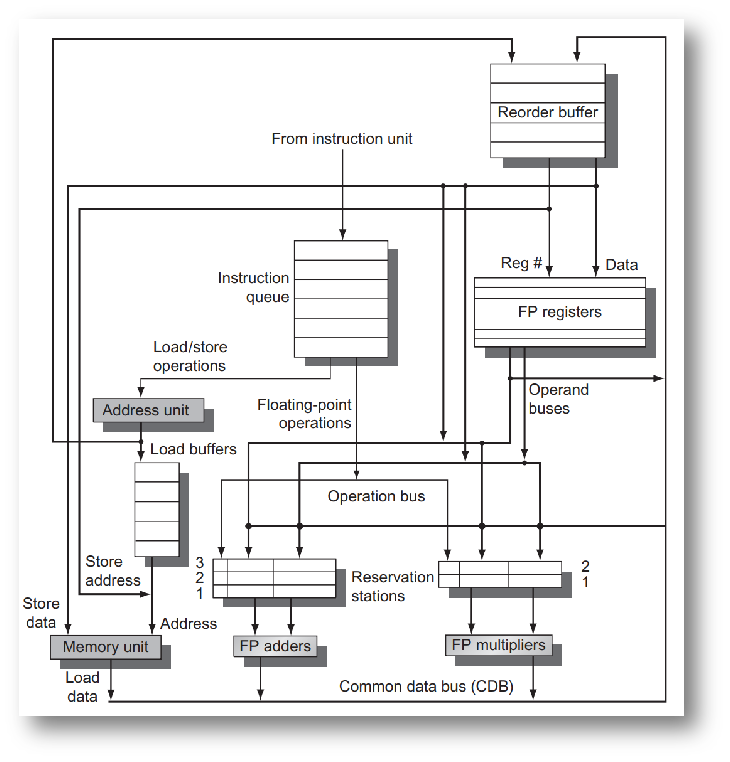 Reorder buffer
From instruction unit
Reg #
Data
Instruction
queue
FP registers
Load/store
operations
Operand
buses
Address unit
Floating-point
operations
Load buffers
Operation bus
Store
address
3
2
1
Reservation
stations
2
1
Store
data
Address
Memory unit
FP adders
FP multipliers
Load
data
Common data bus (CDB)